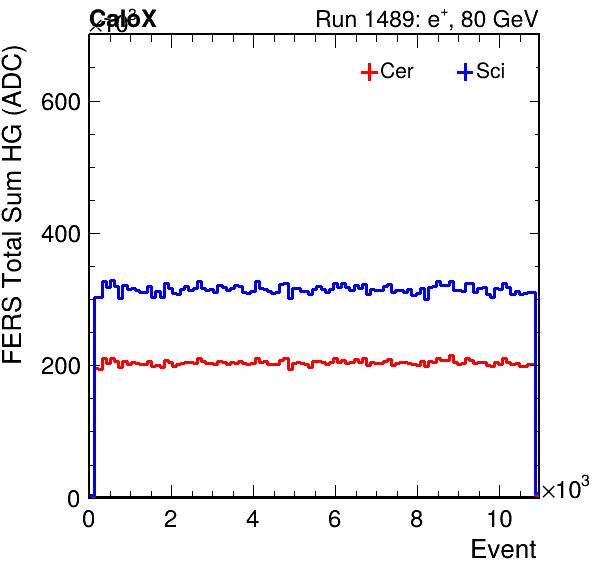 CaloX Run 1489: e⁺, 80 GeV
×10³
Cer Sci
FERS Total Sum HG (ADC)
600
400
200
0
0 2 4 6 8 10 ×10³
Event